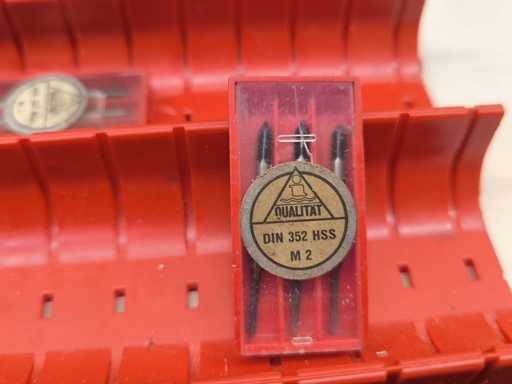 QUALITAT
DIN 352 HSS
M 2